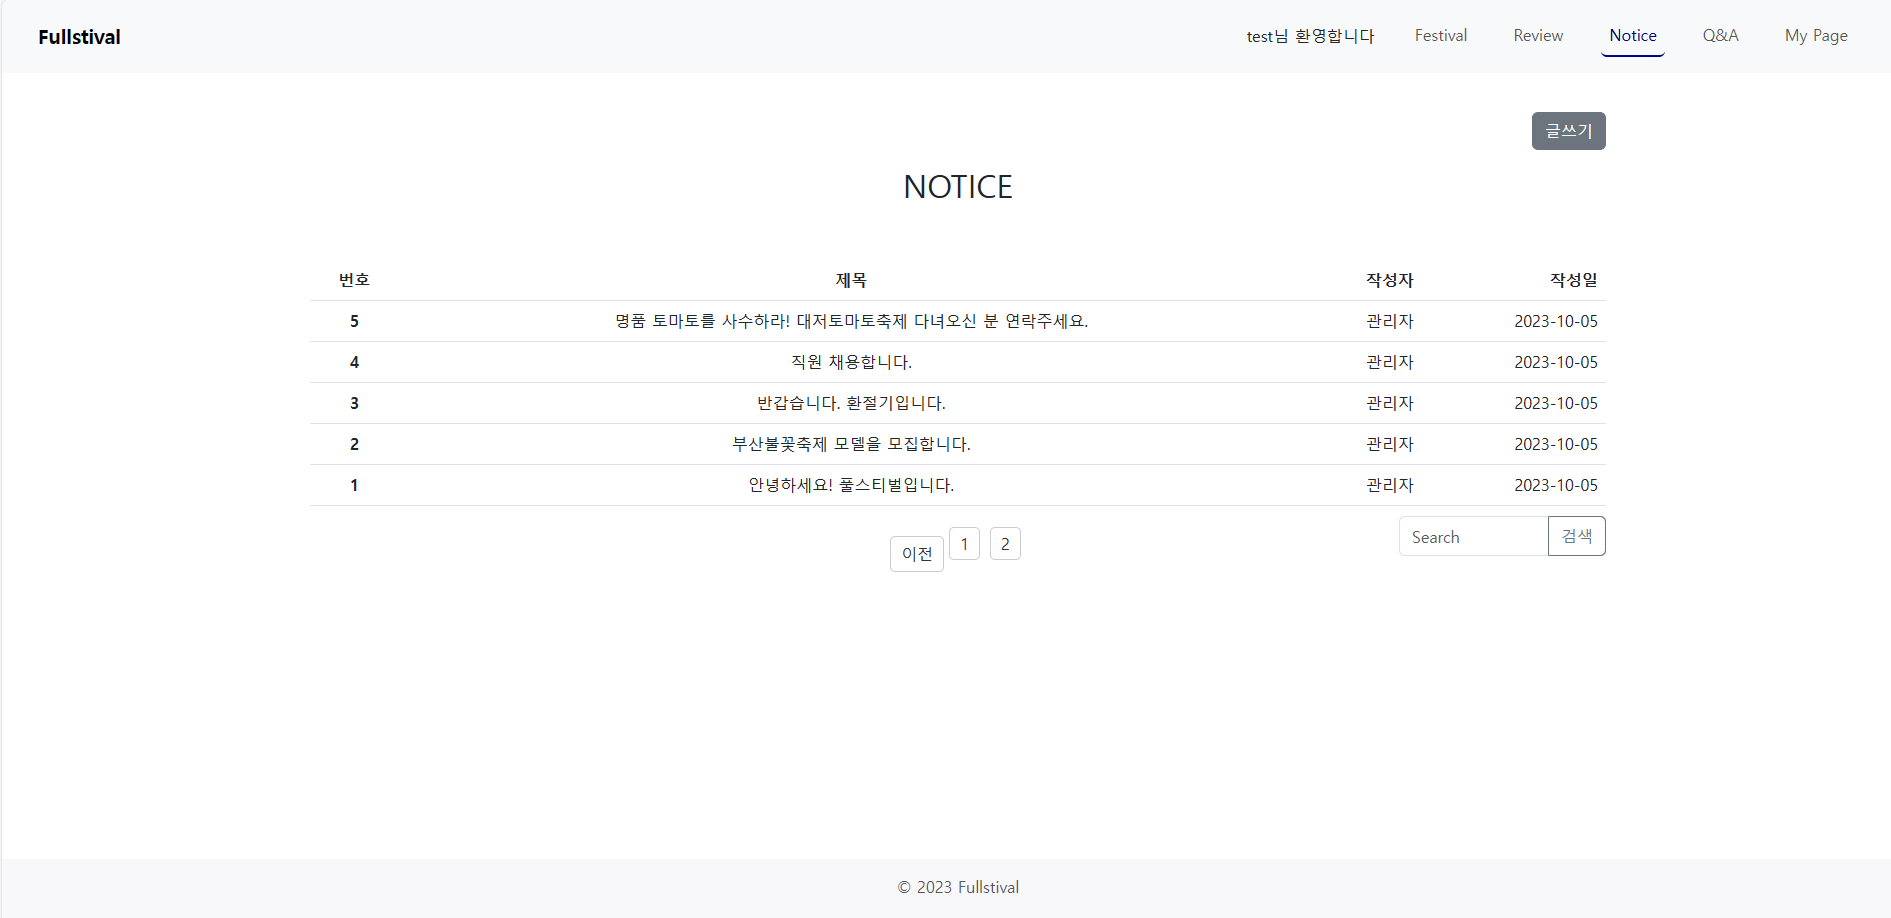 Fullstival test님 환영합니다 Festival Review Notice Q&A My Page
글쓰기
NOTICE
번호 제목 작성자 작성일
5 명품 토마토를 사수하라! 대저토마토축제 다녀오신 분 연락주세요. 관리자 2023-10-05
4 직원 채용합니다. 관리자 2023-10-05
3 반갑습니다. 환절기입니다. 관리자 2023-10-05
2 부산불꽃축제 모델을 모집합니다. 관리자 2023-10-05
1 안녕하세요! 풀스티벌입니다. 관리자 2023-10-05
이전 1 2 Search 검색
© 2023 Fullstival